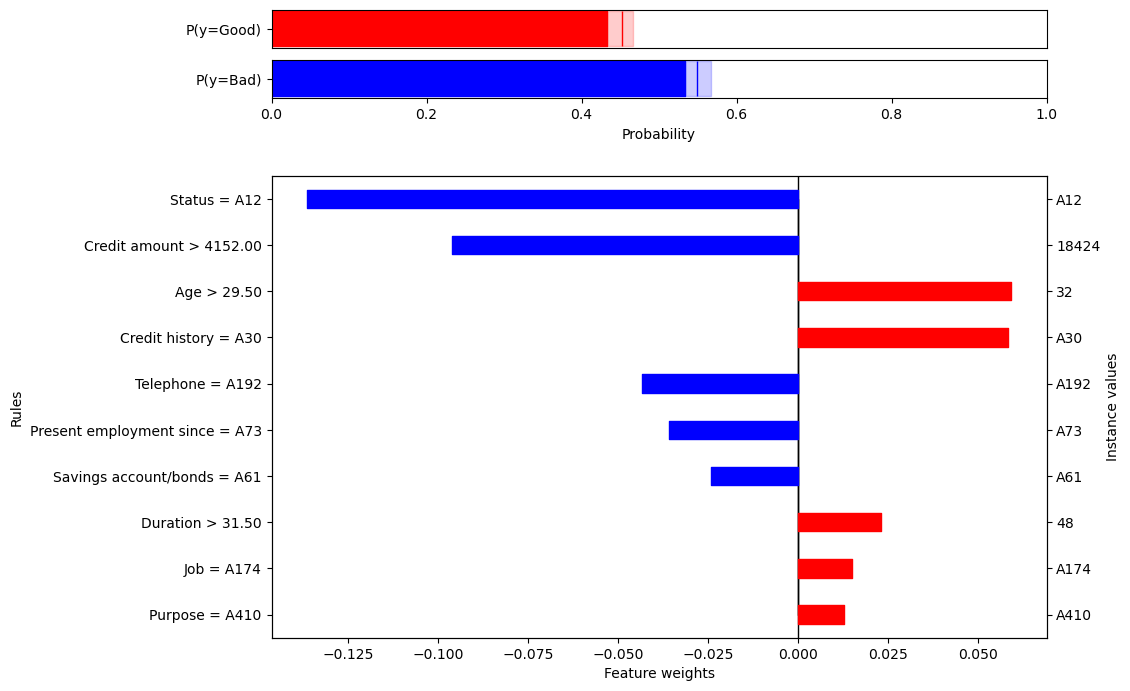 P(y=Good)
P(y=Bad)
0.0 0.2 0.4 0.6 0.8 1.0
Probability
Status = A12 A12
Credit amount > 4152.00 18424
Age > 29.50 32
Credit history = A30 A30
Telephone = A192 A192
Present employment since = A73 A73
Savings account/bonds = A61 A61
Duration > 31.50 48
Job = A174 A174
Purpose = A410 A410
Rules
Instance values
−0.125 −0.100 −0.075 −0.050 −0.025 0.000 0.025 0.050
Feature weights